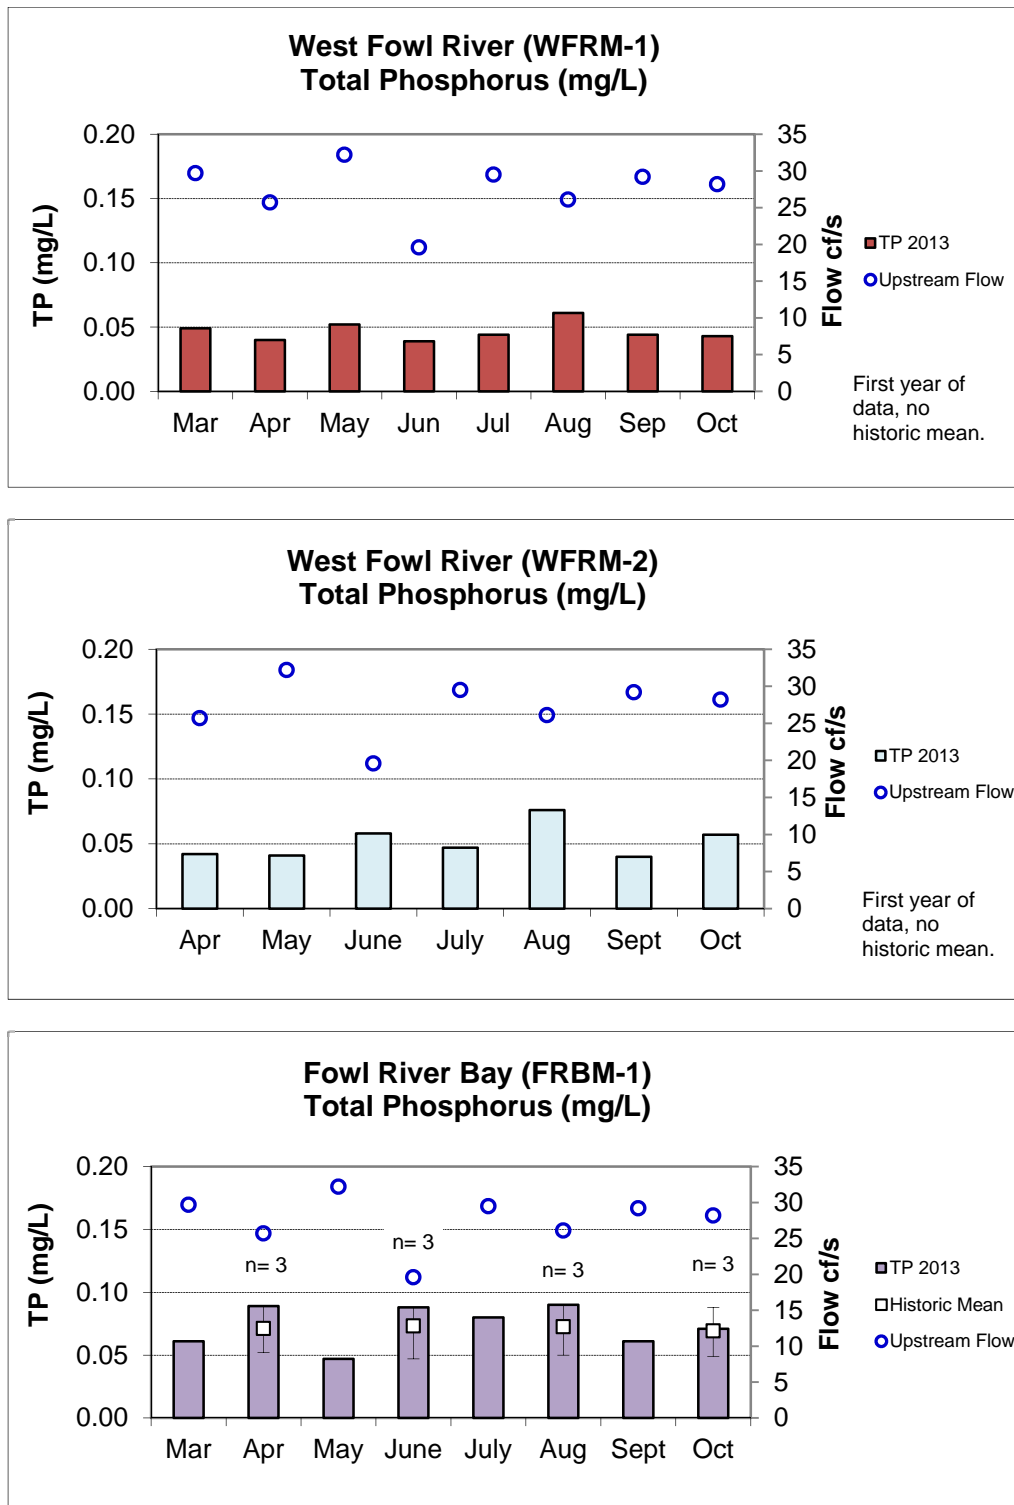 West Fowl River (WFRM-1)
Total Phosphorus (mg/L)
0.20
0.15
0.10
0.05
0.00
TP (mg/L)
35
30
25
20
15
10
5
0
Flow cf/s
Mar Apr May Jun Jul Aug Sep Oct
TP 2013
Upstream Flow
First year of
data, no
historic mean.
West Fowl River (WFRM-2)
Total Phosphorus (mg/L)
0.20
0.15
0.10
0.05
0.00
TP (mg/L)
35
30
25
20
15
10
5
0
Flow cf/s
Apr May June July Aug Sept Oct
TP 2013
Upstream Flow
First year of
data, no
historic mean.
Fowl River Bay (FRBM-1)
Total Phosphorus (mg/L)
0.20
0.15
0.10
0.05
0.00
TP (mg/L)
n= 3
n= 3
n= 3
n= 3
35
30
25
20
15
10
5
0
Flow cf/s
Mar Apr May June July Aug Sept Oct
TP 2013
Historic Mean
Upstream Flow